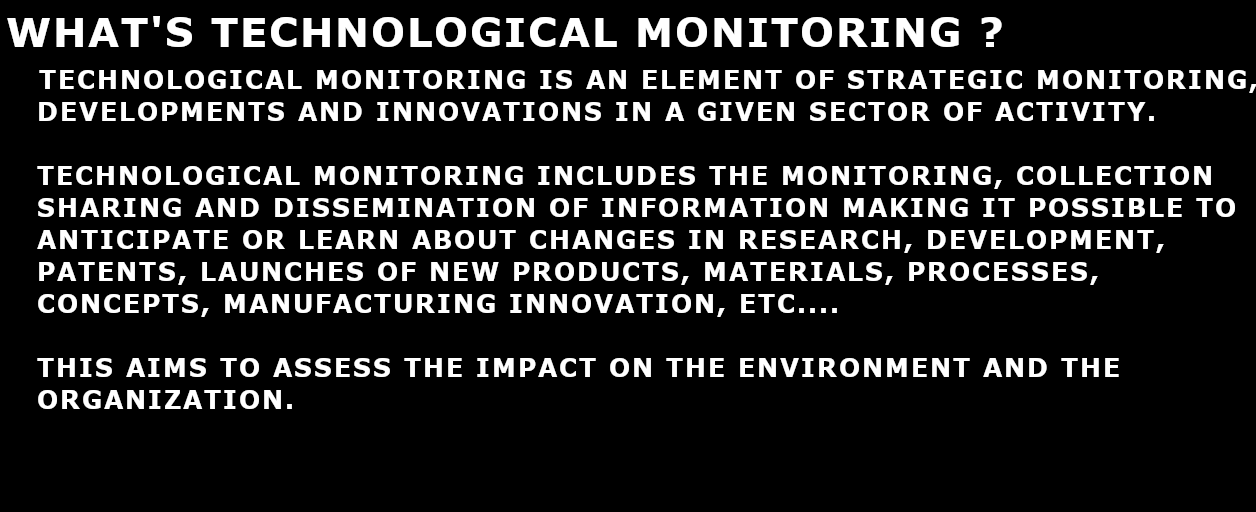 WHAT'S TECHNOLOGICAL MONITORING ?
TECHNOLOGICAL MONITORING IS AN ELEMENT OF STRATEGIC MONITORING,
DEVELOPMENTS AND INNOVATIONS IN A GIVEN SECTOR OF ACTIVITY.
TECHNOLOGICAL MONITORING INCLUDES THE MONITORING, COLLECTION
SHARING AND DISSEMINATION OF INFORMATION MAKING IT POSSIBLE TO
ANTICIPATE OR LEARN ABOUT CHANGES IN RESEARCH, DEVELOPMENT,
PATENTS, LAUNCHES OF NEW PRODUCTS, MATERIALS, PROCESSES,
CONCEPTS, MANUFACTURING INNOVATION, ETC....
THIS AIMS TO ASSESS THE IMPACT ON THE ENVIRONMENT AND THE
ORGANIZATION.